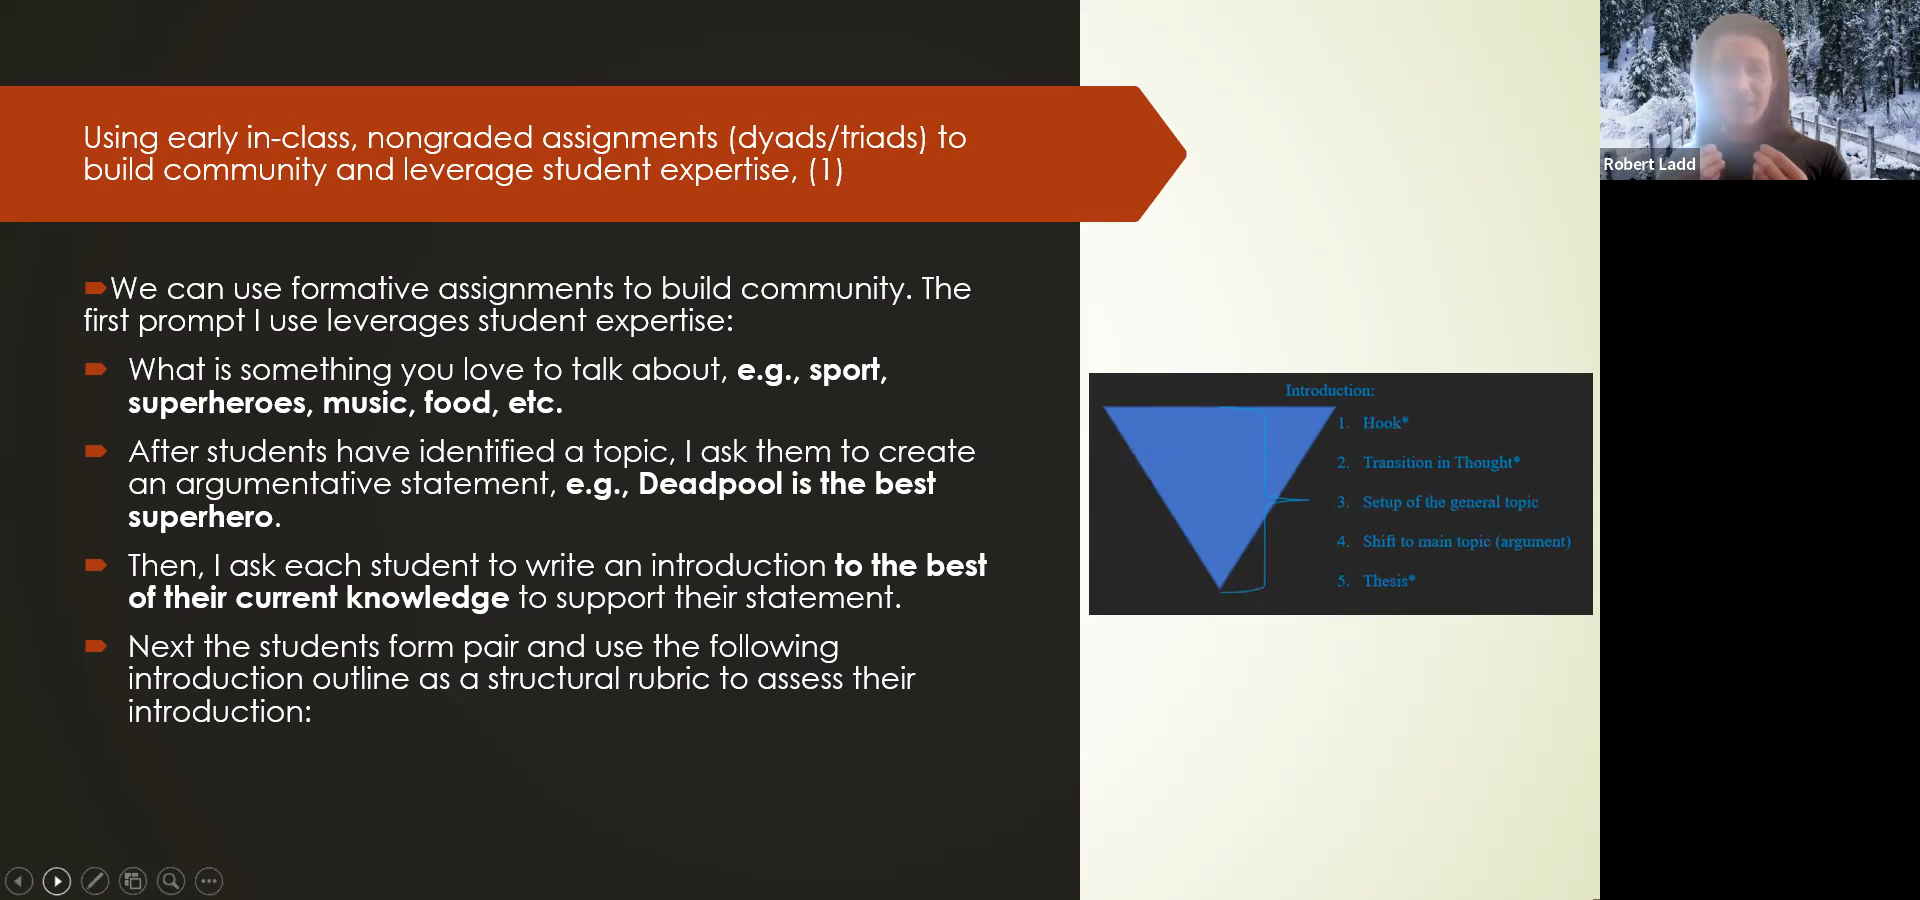 Using early in-class, nongraded assignments (dyads/triads) to
build community and leverage student expertise, (1)
We can use formative assignments to build community. The
first prompt I use leverages student expertise:
What is something you love to talk about, e.g., sport,
superheroes, music, food, etc.
After students have identified a topic, I ask them to create
an argumentative statement, e.g., Deadpool is the best
superhero.
Then, I ask each student to write an introduction to the best
of their current knowledge to support their statement.
Next the students form pair and use the following
introduction outline as a structural rubric to assess their
introduction:
Introduction:
1. Hook*
2. Transition in Thought*
3. Setup of the general topic
4. Shift to main topic (argument)
5. Thesis*
Robert Ladd